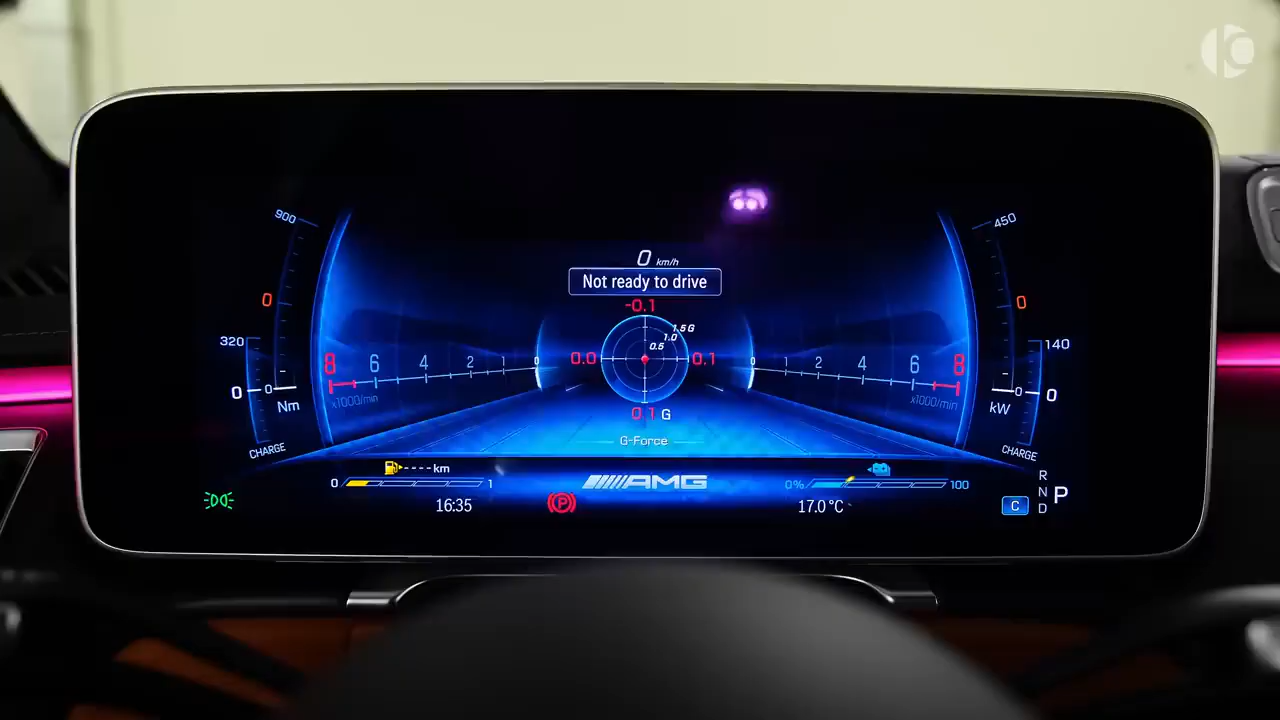 900
450
0 km/h
Not ready to drive
-0.1
0
0
1.5 G
1.0
0.5
320
140
8 6 4 2 1 0
0.0
0.1
0 1 2 4 6 8
0 0
Nm
x1000/min
x1000/min
kW
0 0
0.1 G
G-Force
CHARGE
CHARGE
----km
0 1
AMG
0% 100
R
N
D
P
16:35
P
17.0°C
C